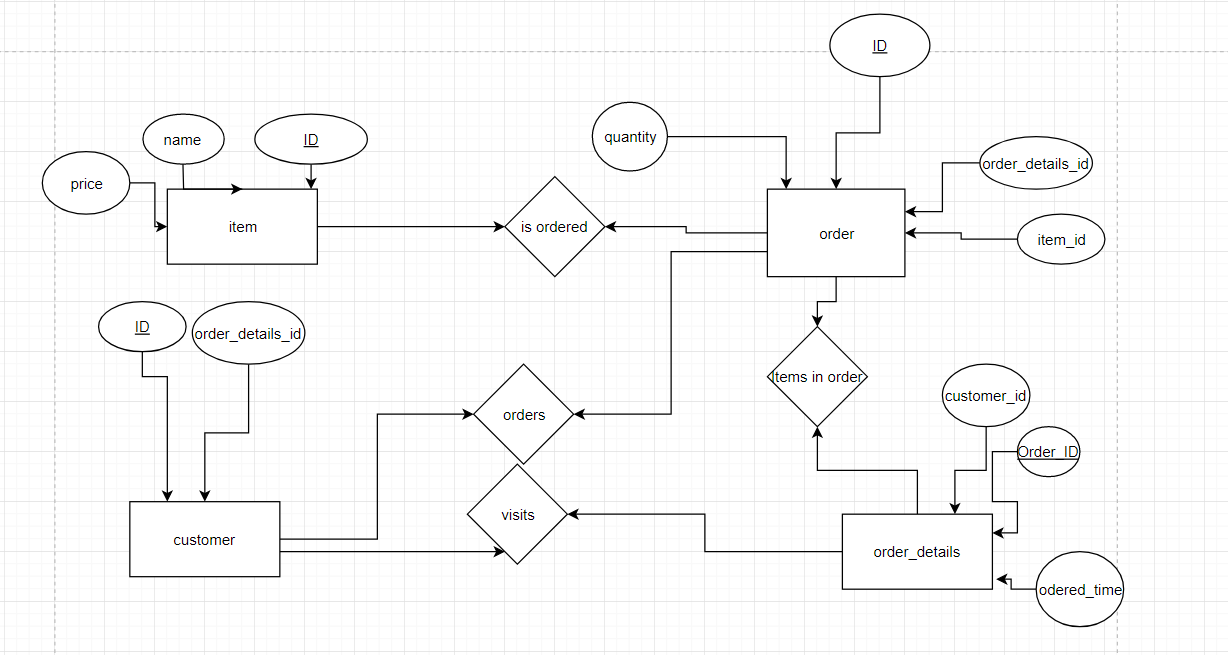 ID
quantity
name
ID
order_details_id
price
item
is ordered
order
item_id
ID
order_details_id
Items in order
customer_id
orders
Order_ID
visits
customer
order_details
odered_time